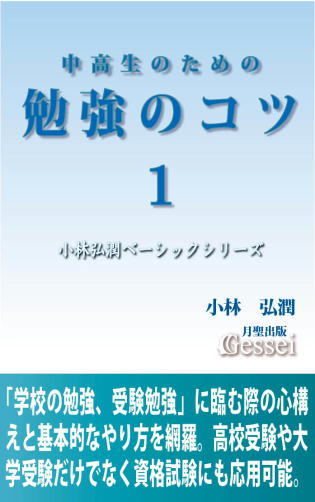 中高生のための
勉強のコツ
1
小林弘潤ベーシックシリーズ
小林 弘潤
月聖出版
Gessei
「学校の勉強、受験勉強」に臨む際の心構
えと基本的なやり方を網羅。高校受験や大
学受験だけでなく資格試験にも応用可能。